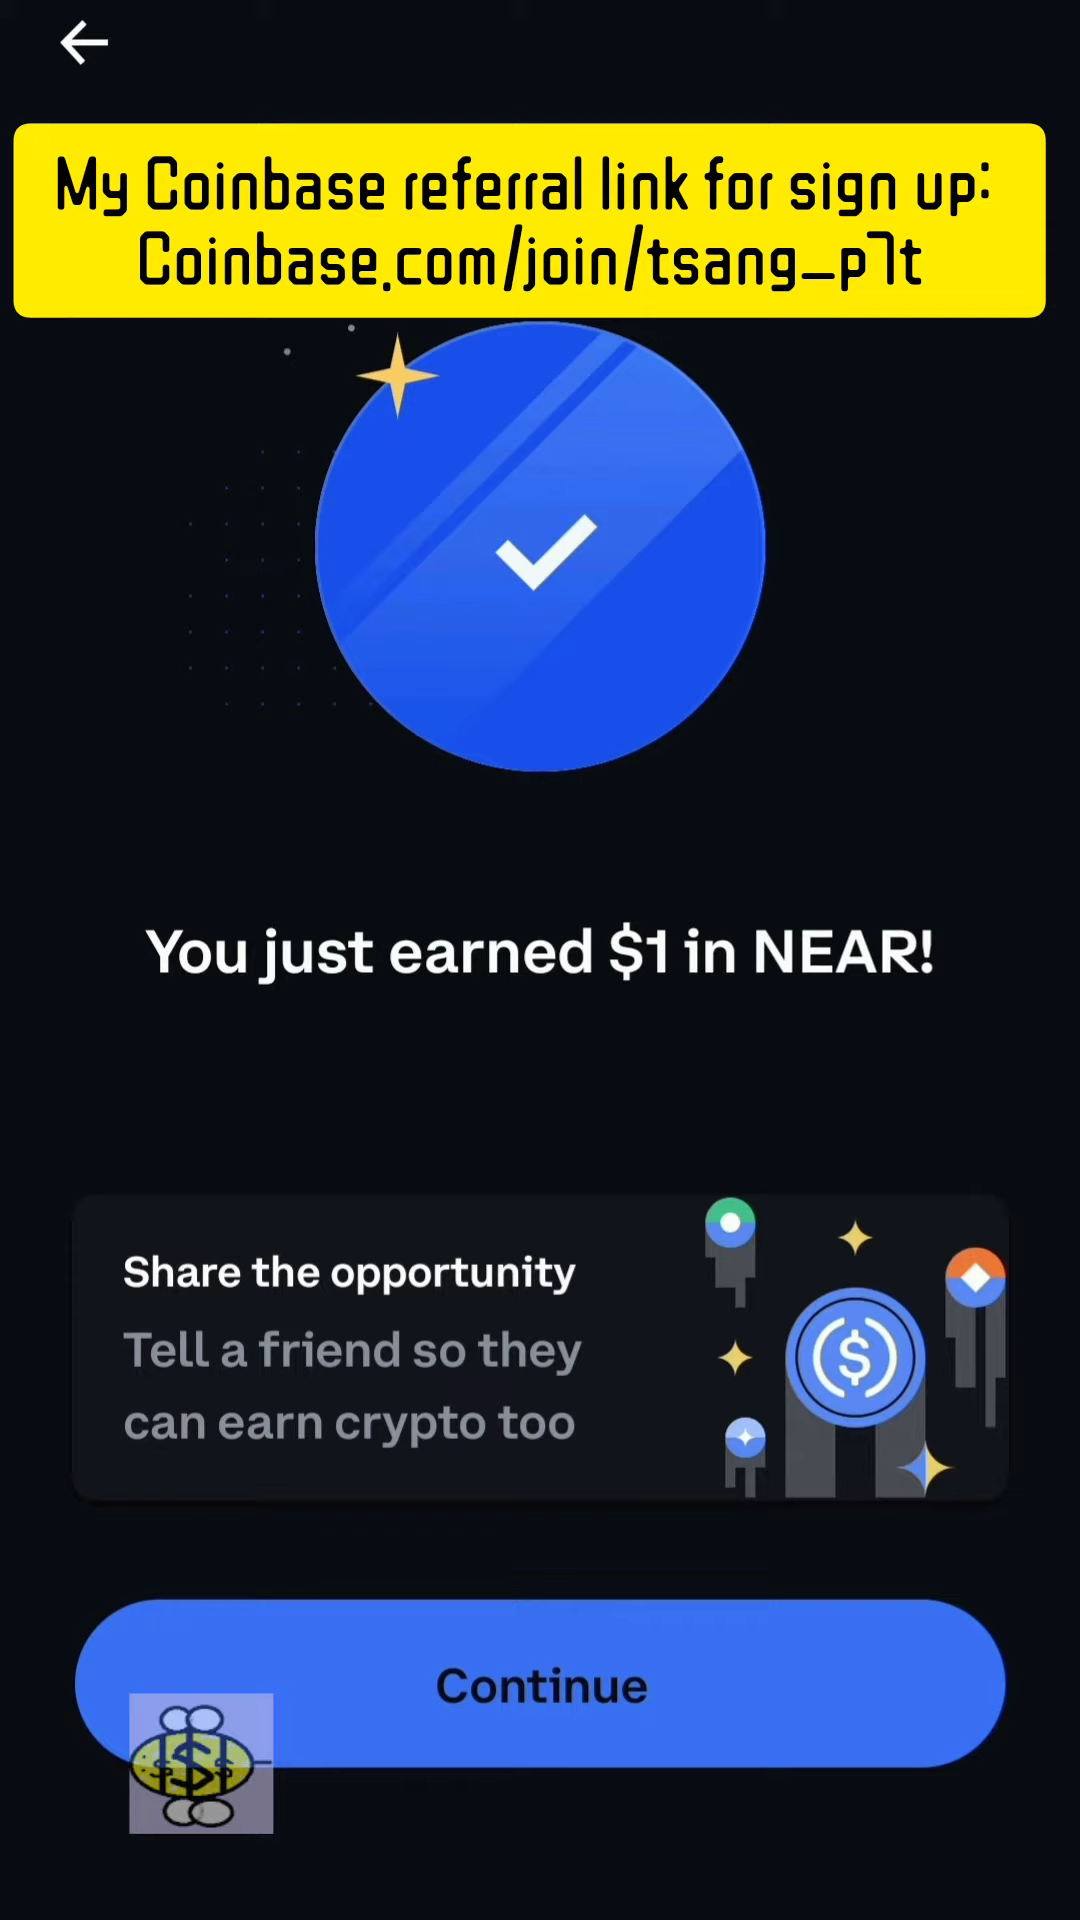 My Coinbase referral link for sign up:
Coinbase.com/join/tsang_p7t
You just earned $1 in NEAR!
Share the opportunity
Tell a friend so they
can earn crypto too
Continue